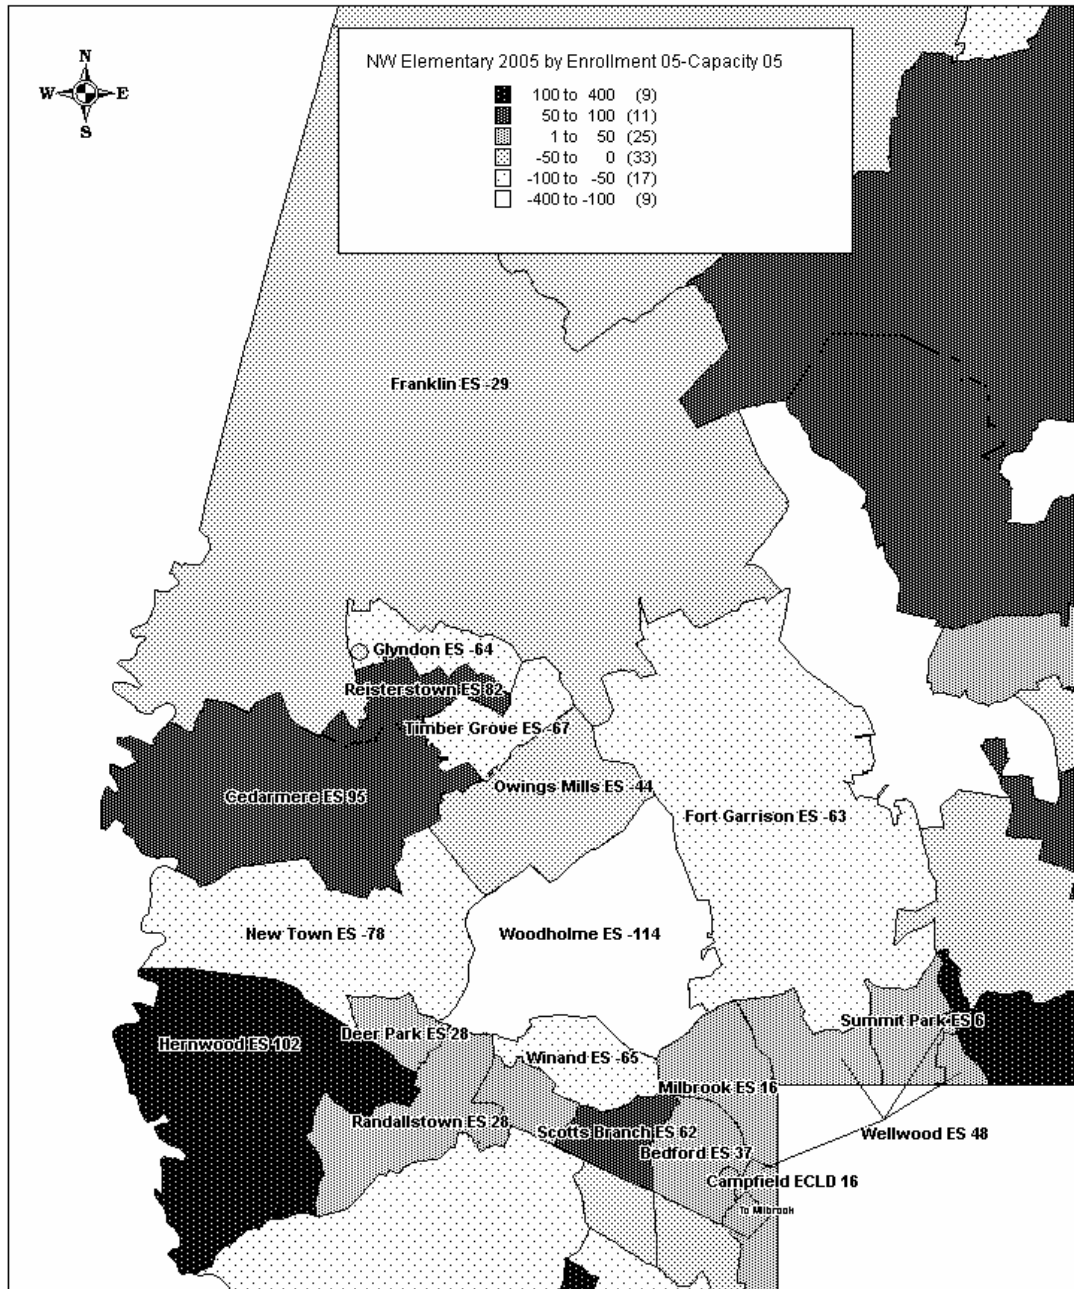 N
W E
S
NW Elementary 2005 by Enrollment 05-Capacity 05
100 to 400 (9)
50 to 100 (11)
1 to 50 (25)
-50 to 0 (33)
-100 to -50 (17)
-400 to -100 (9)
Franklin ES -29
Glyndon ES -64
Reisterstown ES 82
Timber Grove ES -67
Owings Mills ES -44
Cedarmere ES 95
Fort Garrison ES -63
New Town ES -78
Woodholme ES -114
Summit Park ES 6
Deer Park ES 28
Hernwood ES 102
Winand ES -65
Milbrook ES 16
Randallstown ES 28
Scotts Branch ES 62
Wellwood ES 48
Bedford ES 37
Campfield ECLD 16
To Milbrook